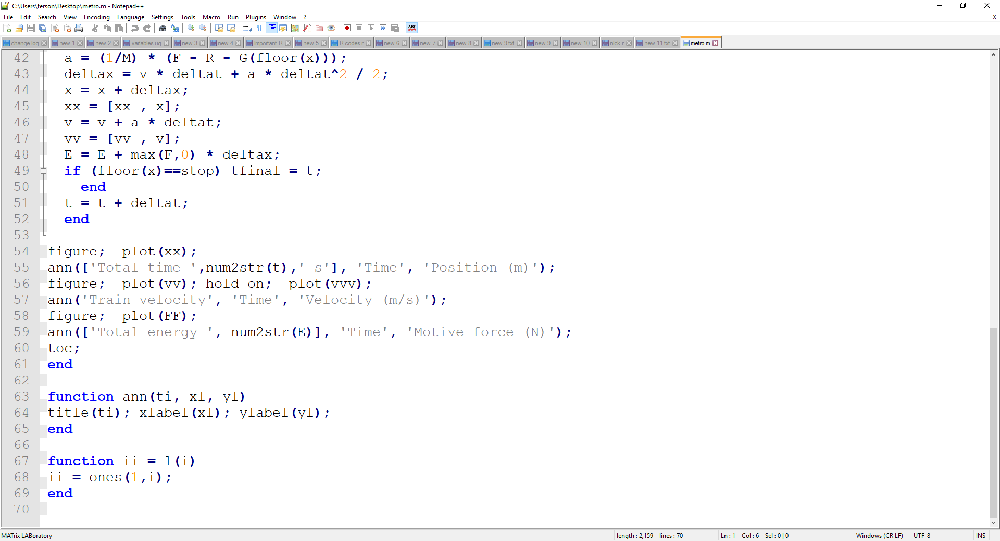 C:\Users\ferson\Desktop\metro.m - Notepad++
File Edit Search View Encoding Language Settings Tools Macro Run Plugins Window ? X
ABC
change.log new 1 new 2 variables.uq new 3 new 4 Important.R new 5 R codes.r new 6 new 7 new 8 new 9.txt new 9 new 10 nick.r new 11.txt metro.m
42 a = (1/M) * (F - R - G(floor(x)));
43 deltax = v * deltat + a * deltat^2 / 2;
44 x = x + deltax;
45 xx = [xx , x];
46 v = v + a * deltat;
47 vv = [vv , v];
48 E = E + max(F,0) * deltax;
49 if (floor(x)==stop) tfinal = t;
50 end
51 t = t + deltat;
52 end
53
54 figure;  plot(xx);
55 ann(['Total time ',num2str(t),' s'], 'Time', 'Position (m)');
56 figure;  plot(vv); hold on;  plot(vvv);
57 ann('Train velocity', 'Time', 'Velocity (m/s)');
58 figure;  plot(FF);
59 ann(['Total energy ', num2str(E)], 'Time', 'Motive force (N)');
60 toc;
61 end
62
63 function ann(ti, xl, yl)
64 title(ti); xlabel(xl); ylabel(yl);
65 end
66
67 function ii = l(i)
68 ii = ones(1,i);
69 end
70
MATrix LABoratory length : 2,159 lines : 70 Ln : 1 Col : 6 Sel : 0 | 0 Windows (CR LF) UTF-8 INS